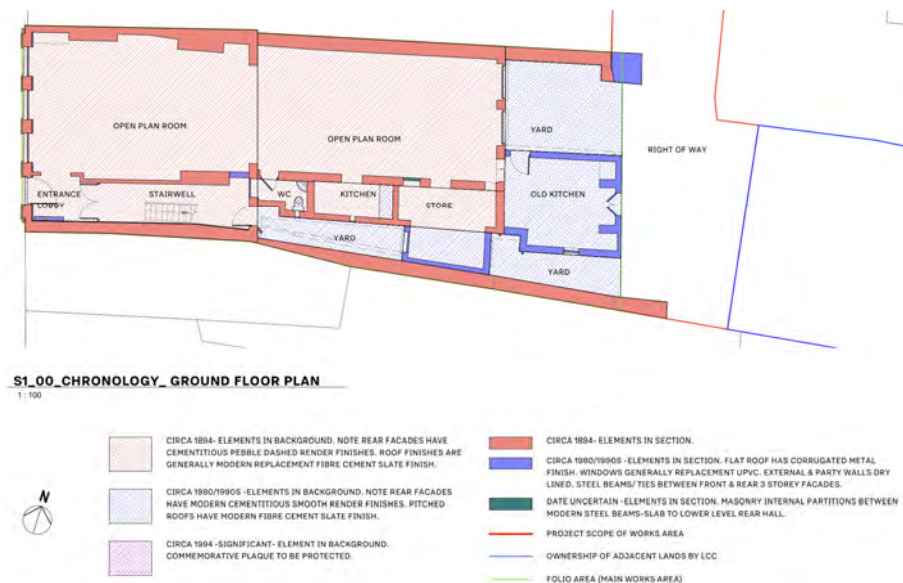 OPEN PLAN ROOM
OPEN PLAN ROOM
YARD
RIGHT OF WAY
ENTRANCE
LOBBY
STAIRWELL
WC
KITCHEN
STORE
OLD KITCHEN
YARD
YARD
S1_00_CHRONOLOGY_ GROUND FLOOR PLAN
1 : 100
N
CIRCA 1894- ELEMENTS IN BACKGROUND. NOTE REAR FACADES HAVE
CEMENTITIOUS PEBBLE DASHED RENDER FINISHES. ROOF FINISHES ARE
GENERALLY MODERN REPLACEMENT FIBRE CEMENT SLATE FINISH.
CIRCA 1980/1990S -ELEMENTS IN BACKGROUND. NOTE REAR FACADES
HAVE MODERN CEMENTITIOUS SMOOTH RENDER FINISHES. PITCHED
ROOFS HAVE MODERN FIBRE CEMENT SLATE FINISH.
CIRCA 1994 -SIGNIFICANT- ELEMENT IN BACKGROUND.
COMMEMORATIVE PLAQUE TO BE PROTECTED.
CIRCA 1894- ELEMENTS IN SECTION.
CIRCA 1980/1990S -ELEMENTS IN SECTION. FLAT ROOF HAS CORRUGATED METAL
FINISH. WINDOWS GENERALLY REPLACEMENT UPVC. EXTERNAL & PARTY WALLS DRY
LINED. STEEL BEAMS/ TIES BETWEEN FRONT & REAR 3 STOREY FACADES.
DATE UNCERTAIN -ELEMENTS IN SECTION. MASONRY INTERNAL PARTITIONS BETWEEN
MODERN STEEL BEAMS-SLAB TO LOWER LEVEL REAR HALL.
PROJECT SCOPE OF WORKS AREA
OWNERSHIP OF ADJACENT LANDS BY LCC
FOLIO AREA (MAIN WORKS AREA)